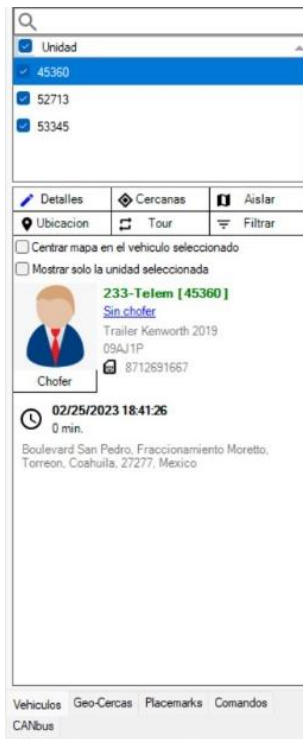 Unidad
45360
52713
53345
Detalles Cercanas Aislar
Ubicacion Tour Filtrar
Centrar mapa en el vehiculo seleccionado
Mostrar solo la unidad seleccionada
233-Telem [45360]
Sin chofer
Trailer Kenworth 2019
09AJ1P
8712691667
Chofer
02/25/2023 18:41:26
0 min.
Boulevard San Pedro, Fraccionamiento Moretto,
Torreon, Coahuila, 27277, Mexico
Vehiculos Geo-Cercas Placemarks Comandos
CANbus